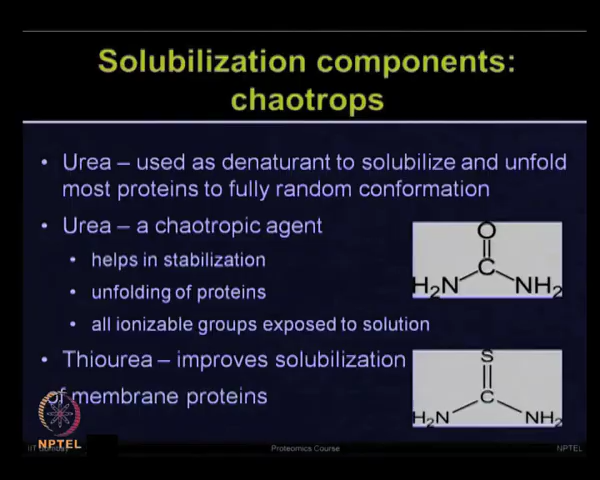 Solubilization components:
chaotrops
• Urea – used as denaturant to solubilize and unfold
most proteins to fully random conformation
• Urea – a chaotropic agent
• helps in stabilization
• unfolding of proteins
• all ionizable groups exposed to solution
O
C
H₂N NH₂
• Thiourea – improves solubilization
of membrane proteins
S
C
H₂N NH₂
NPTEL
IIT Bombay Proteomics Course NPTEL